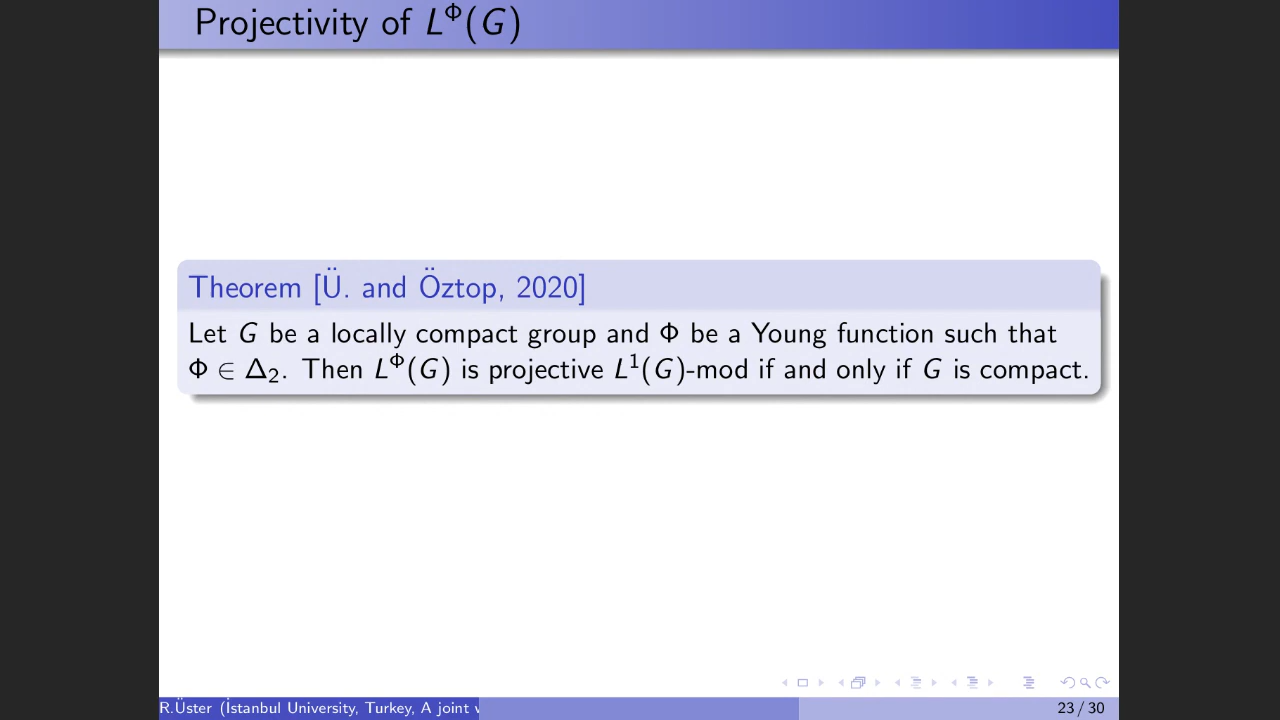 Projectivity of L^Φ(G)
Theorem [Ü. and Öztop, 2020]
Let G be a locally compact group and Φ be a Young function such that
Φ ∈ Δ₂. Then L^Φ(G) is projective L¹(G)-mod if and only if G is compact.
R.Üster (İstanbul University, Turkey, A joint
23 / 30